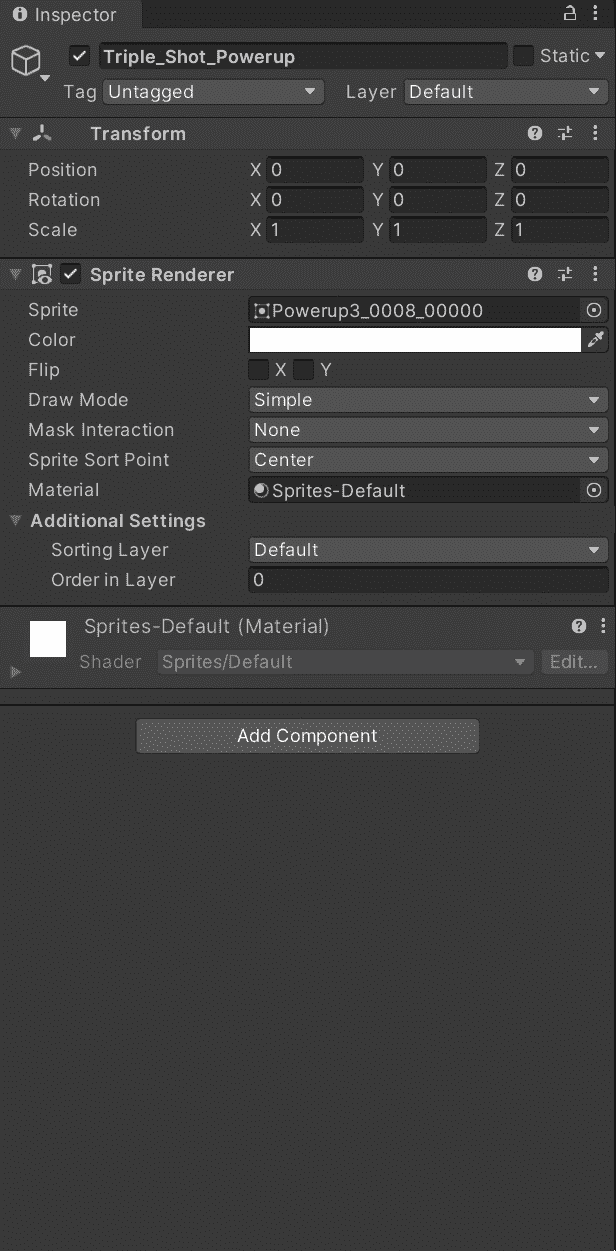 Inspector
Triple_Shot_Powerup Static
Tag Untagged Layer Default
Transform
Position X 0 Y 0 Z 0
Rotation X 0 Y 0 Z 0
Scale X 1 Y 1 Z 1
Sprite Renderer
Sprite Powerup3_0008_00000
Color
Flip X Y
Draw Mode Simple
Mask Interaction None
Sprite Sort Point Center
Material Sprites-Default
Additional Settings
Sorting Layer Default
Order in Layer 0
Sprites-Default (Material)
Shader Sprites/Default Edit...
Add Component